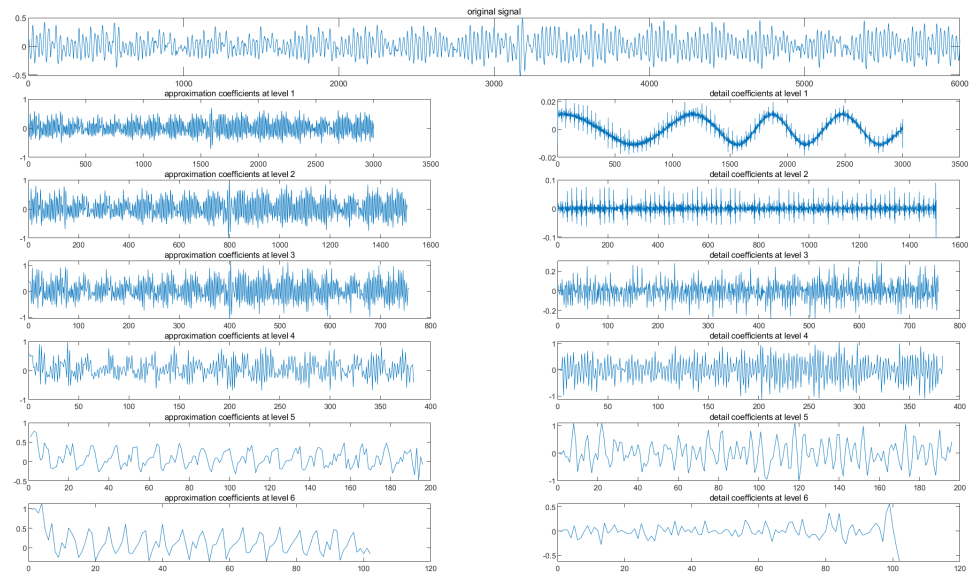 original signal
0.5
0
-0.5
0 1000 2000 3000 4000 5000 6000
approximation coefficients at level 1
1
0
-1
0 500 1000 1500 2000 2500 3000 3500
detail coefficients at level 1
0.02
0
-0.02
0 500 1000 1500 2000 2500 3000 3500
approximation coefficients at level 2
1
0
-1
0 200 400 600 800 1000 1200 1400 1600
detail coefficients at level 2
0.1
0
-0.1
0 200 400 600 800 1000 1200 1400 1600
approximation coefficients at level 3
1
0
-1
0 100 200 300 400 500 600 700 800
detail coefficients at level 3
0.2
0
-0.2
0 100 200 300 400 500 600 700 800
approximation coefficients at level 4
1
0
-1
0 50 100 150 200 250 300 350 400
detail coefficients at level 4
1
0
-1
0 50 100 150 200 250 300 350 400
approximation coefficients at level 5
1
0.5
0
-0.5
0 20 40 60 80 100 120 140 160 180 200
detail coefficients at level 5
1
0
-1
0 20 40 60 80 100 120 140 160 180 200
approximation coefficients at level 6
1
0.5
0
0 20 40 60 80 100 120
detail coefficients at level 6
0.5
0
-0.5
0 20 40 60 80 100 120